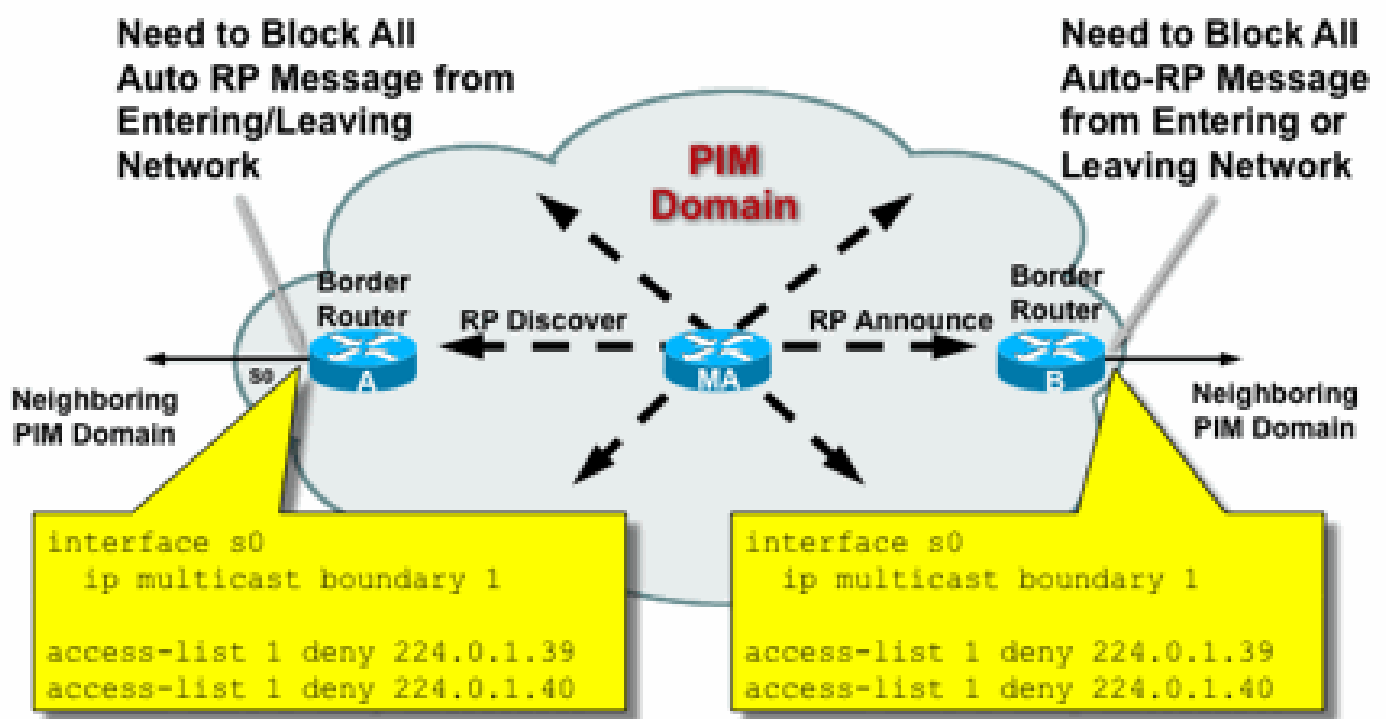 Need to Block All
Auto RP Message from
Entering/Leaving
Network
Need to Block All
Auto-RP Message
from Entering or
Leaving Network
PIM
Domain
Border
Router
RP Discover
RP Announce
Border
Router
S0
A
MA
B
Neighboring
PIM Domain
Neighboring
PIM Domain
interface s0
  ip multicast boundary 1
access-list 1 deny 224.0.1.39
access-list 1 deny 224.0.1.40
interface s0
  ip multicast boundary 1
access-list 1 deny 224.0.1.39
access-list 1 deny 224.0.1.40